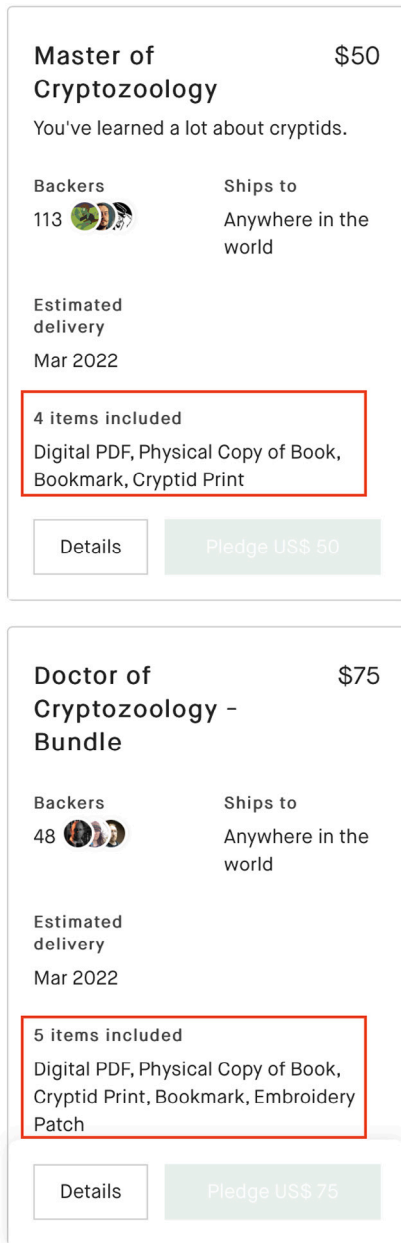 Master of
Cryptozoology
$50
You've learned a lot about cryptids.
Backers
113
Ships to
Anywhere in the
world
Estimated
delivery
Mar 2022
4 items included
Digital PDF, Physical Copy of Book,
Bookmark, Cryptid Print
Details
Pledge US$ 50
Doctor of
Cryptozoology -
Bundle
$75
Backers
48
Ships to
Anywhere in the
world
Estimated
delivery
Mar 2022
5 items included
Digital PDF, Physical Copy of Book,
Cryptid Print, Bookmark, Embroidery
Patch
Details
Pledge US$ 75